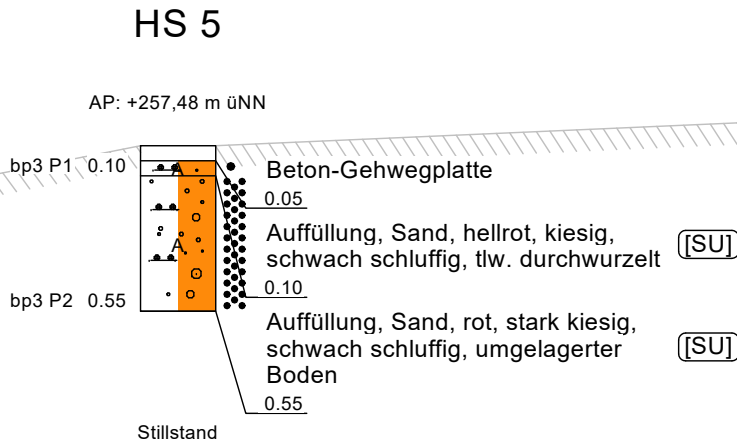 HS 5
AP: +257,48 m üNN
bp3 P1 0.10
Beton-Gehwegplatte
0.05
A
Auffüllung, Sand, hellrot, kiesig,
schwach schluffig, tlw. durchwurzelt
[SU]
0.10
A
bp3 P2 0.55
Auffüllung, Sand, rot, stark kiesig,
schwach schluffig, umgelagerter
Boden
[SU]
0.55
Stillstand